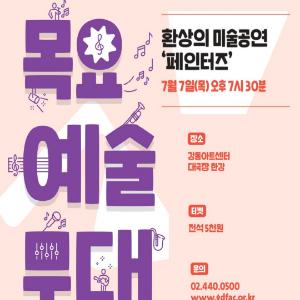 목요
예술
무대
환상의 미술공연
'페인터즈'
7월 7일(목) 오후 7시 30분
장소
강동아트센터
대극장 한강
티켓
전석 5천원
문의
02.440.0500
www.gdfac.or.kr